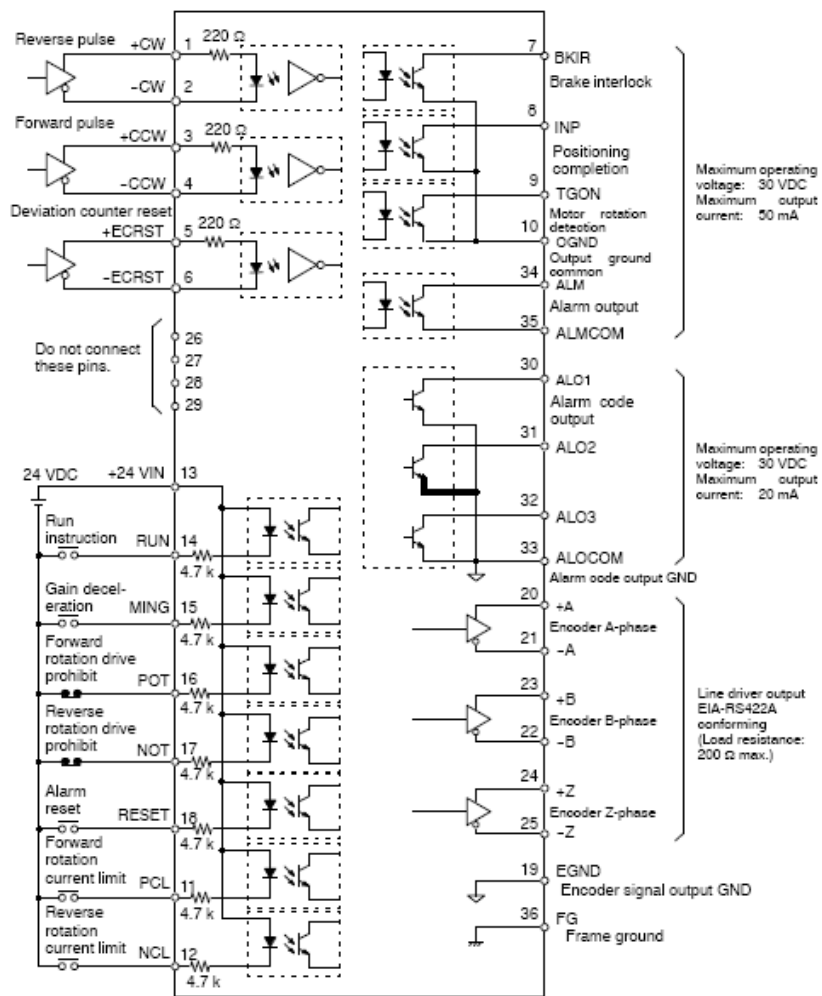 Reverse pulse
+CW
1
220 Ω
−CW
2
Forward pulse
+CCW
3
220 Ω
−CCW
4
Deviation counter reset
+ECRST
5
220 Ω
−ECRST
6
26
27
28
29
Do not connect
these pins.
24 VDC
+24 VIN
13
Run
instruction
RUN
14
4.7 k
Gain decel-
eration
MING
15
4.7 k
Forward
rotation drive
prohibit
POT
16
4.7 k
Reverse
rotation drive
prohibit
NOT
17
4.7 k
Alarm
reset
RESET
18
4.7 k
Forward
rotation
current limit
PCL
11
4.7 k
Reverse
rotation
current limit
NCL
12
4.7 k
7
BKIR
Brake interlock
8
INP
Positioning
completion
9
TGON
Motor rotation
detection
10
OGND
Output ground
common
34
ALM
Alarm output
35
ALMCOM
Maximum operating
voltage: 30 VDC
Maximum output
current: 50 mA
30
ALO1
Alarm code
output
31
ALO2
32
ALO3
33
ALOCOM
Alarm code output GND
Maximum operating
voltage: 30 VDC
Maximum output
current: 20 mA
20
+A
Encoder A-phase
21
−A
23
+B
Encoder B-phase
22
−B
24
+Z
Encoder Z-phase
25
−Z
Line driver output
EIA-RS422A
conforming
(Load resistance:
200 Ω max.)
19
EGND
Encoder signal output GND
36
FG
Frame ground